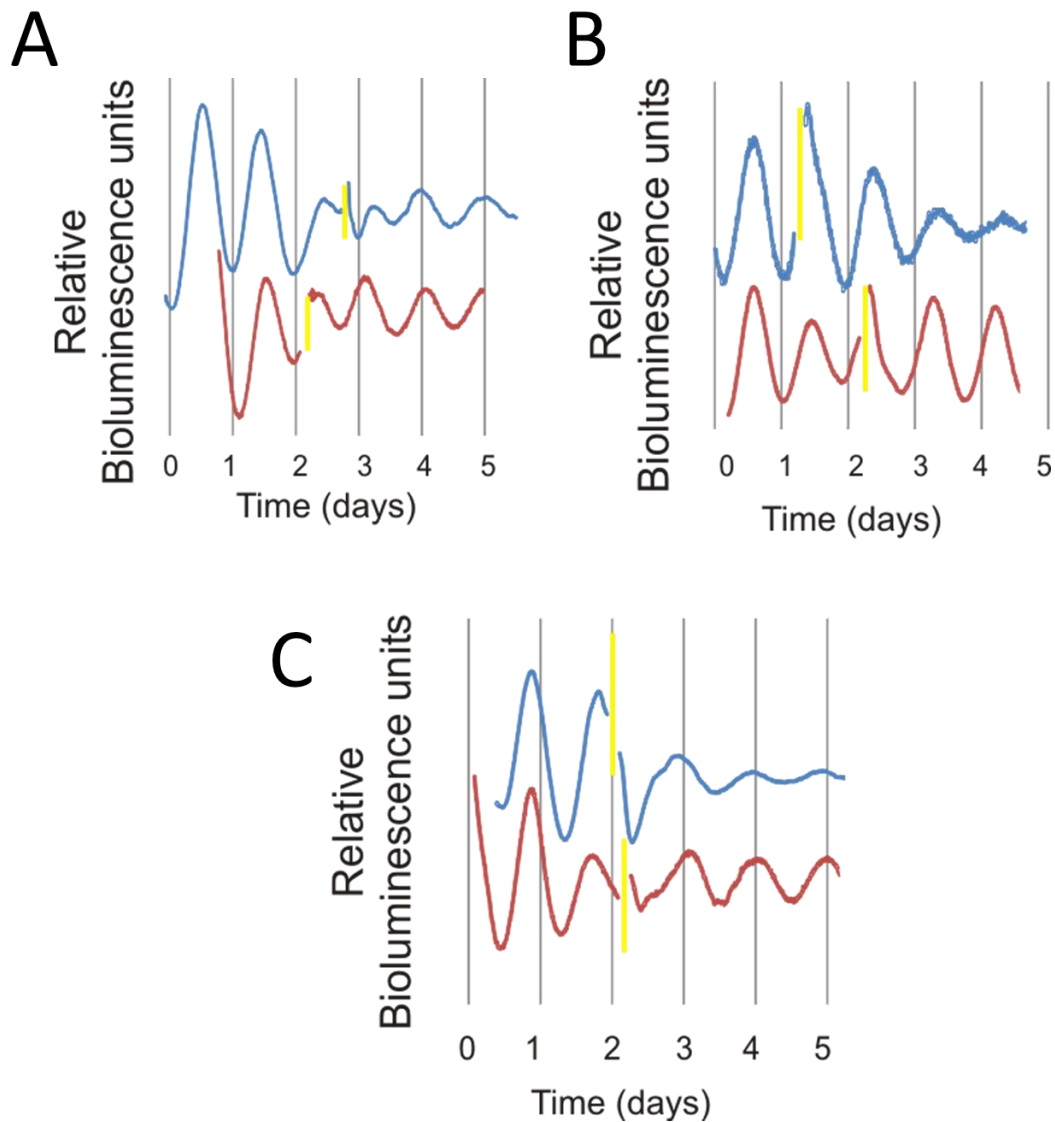 A
Relative
Bioluminescence units
0 1 2 3 4 5
Time (days)
B
Relative
Bioluminescence units
0 1 2 3 4 5
Time (days)
C
Relative
Bioluminescence units
0 1 2 3 4 5
Time (days)